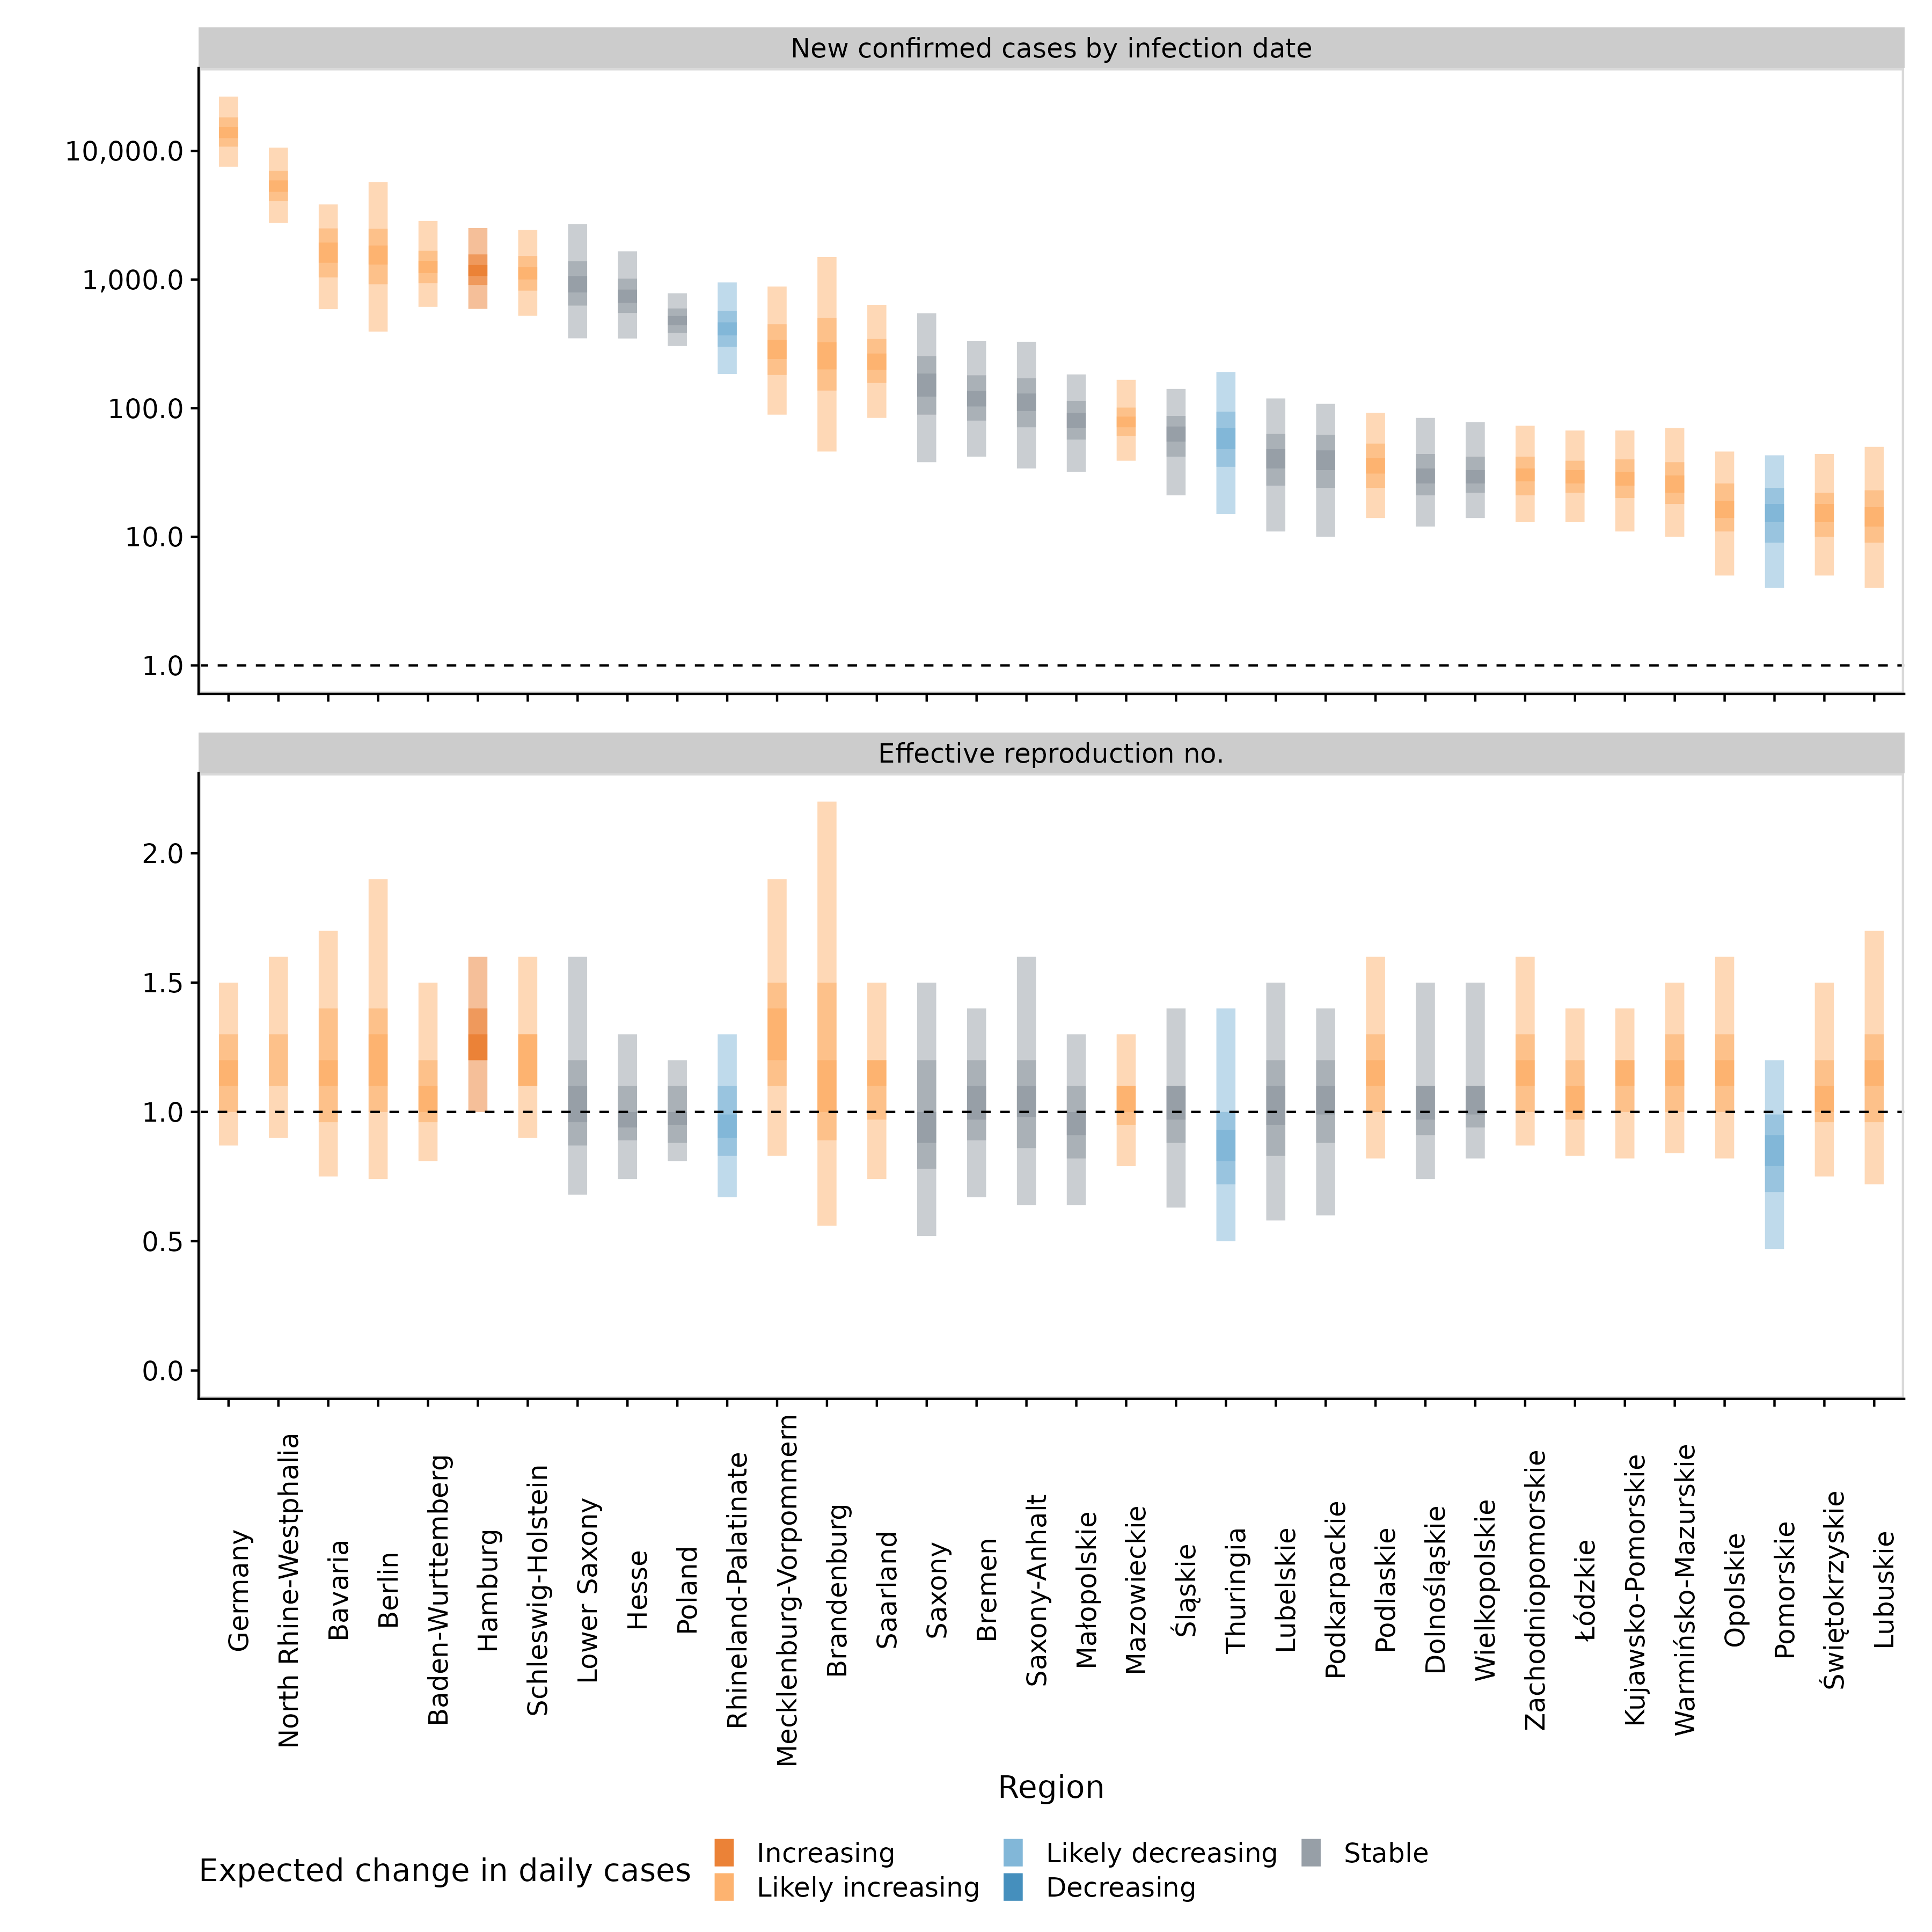 New confirmed cases by infection date
10,000.0
1,000.0
100.0
10.0
1.0
Effective reproduction no.
2.0
1.5
1.0
0.5
0.0
Germany
North Rhine-Westphalia
Bavaria
Berlin
Baden-Wurttemberg
Hamburg
Schleswig-Holstein
Lower Saxony
Hesse
Poland
Rhineland-Palatinate
Mecklenburg-Vorpommern
Brandenburg
Saarland
Saxony
Bremen
Saxony-Anhalt
Małopolskie
Mazowieckie
Śląskie
Thuringia
Lubelskie
Podkarpackie
Podlaskie
Dolnośląskie
Wielkopolskie
Zachodniopomorskie
Łódzkie
Kujawsko-Pomorskie
Warmińsko-Mazurskie
Opolskie
Pomorskie
Świętokrzyskie
Lubuskie
Region
Expected change in daily cases
Increasing
Likely increasing
Likely decreasing
Decreasing
Stable